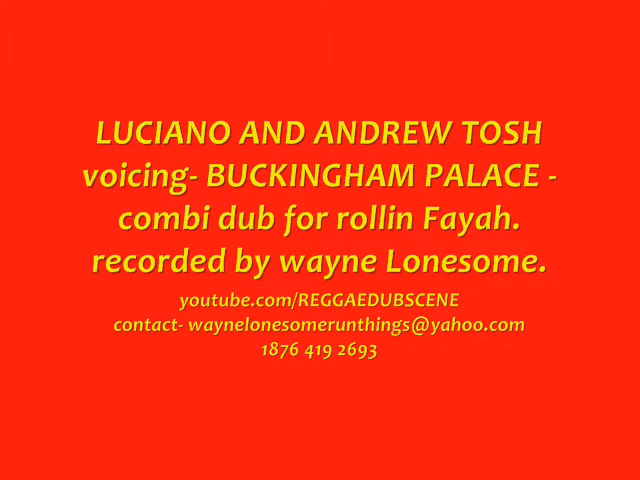 LUCIANO AND ANDREW TOSH
voicing- BUCKINGHAM PALACE -
combi dub for rollin Fayah.
recorded by wayne Lonesome.
youtube.com/REGGAEDUBSCENE
contact- waynelonesomerunthings@yahoo.com
1876 419 2693